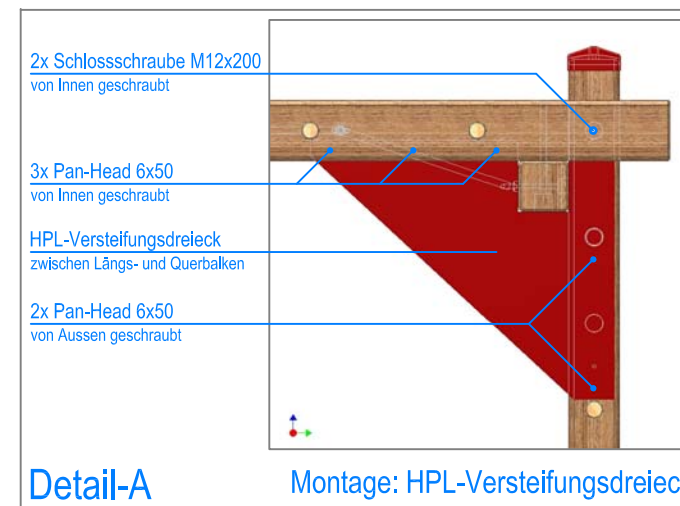 2x Schlossschraube M12x200
von Innen geschraubt
3x Pan-Head 6x50
von Innen geschraubt
HPL-Versteifungsdreieck
zwischen Längs- und Querbalken
2x Pan-Head 6x50
von Aussen geschraubt
Detail-A
Montage: HPL-Versteifungsdreiec